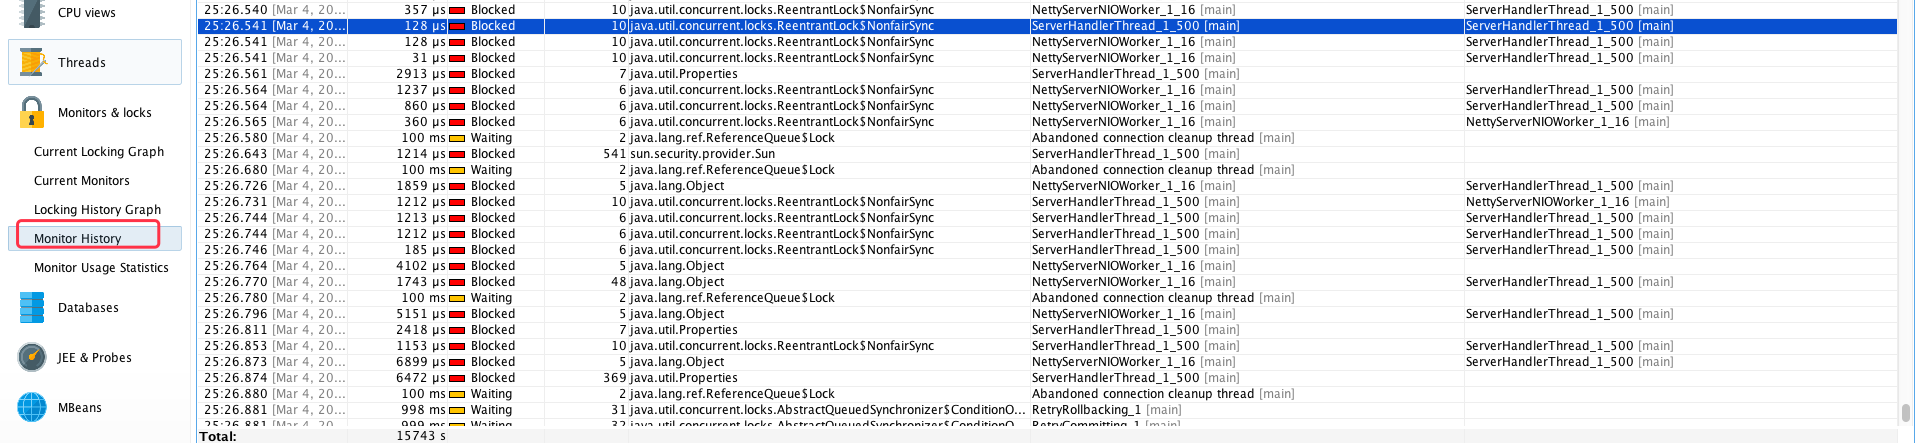 CPU views
Threads
Monitors & locks
Current Locking Graph
Current Monitors
Locking History Graph
Monitor History
Monitor Usage Statistics
Databases
JEE & Probes
MBeans
25:26.540 [Mar 4, 20... 357 µs Blocked 10 java.util.concurrent.locks.ReentrantLock$NonfairSync NettyServerNIOWorker_1_16 [main] ServerHandlerThread_1_500 [main]
25:26.541 [Mar 4, 20... 128 µs Blocked 10 java.util.concurrent.locks.ReentrantLock$NonfairSync ServerHandlerThread_1_500 [main] ServerHandlerThread_1_500 [main]
25:26.541 [Mar 4, 20... 128 µs Blocked 10 java.util.concurrent.locks.ReentrantLock$NonfairSync NettyServerNIOWorker_1_16 [main] ServerHandlerThread_1_500 [main]
25:26.541 [Mar 4, 20... 31 µs Blocked 10 java.util.concurrent.locks.ReentrantLock$NonfairSync NettyServerNIOWorker_1_16 [main] ServerHandlerThread_1_500 [main]
25:26.561 [Mar 4, 20... 2913 µs Blocked 7 java.util.Properties ServerHandlerThread_1_500 [main]
25:26.564 [Mar 4, 20... 1237 µs Blocked 6 java.util.concurrent.locks.ReentrantLock$NonfairSync NettyServerNIOWorker_1_16 [main] ServerHandlerThread_1_500 [main]
25:26.564 [Mar 4, 20... 860 µs Blocked 6 java.util.concurrent.locks.ReentrantLock$NonfairSync NettyServerNIOWorker_1_16 [main] ServerHandlerThread_1_500 [main]
25:26.565 [Mar 4, 20... 360 µs Blocked 6 java.util.concurrent.locks.ReentrantLock$NonfairSync NettyServerNIOWorker_1_16 [main] NettyServerNIOWorker_1_16 [main]
25:26.580 [Mar 4, 20... 100 ms Waiting 2 java.lang.ref.ReferenceQueue$Lock Abandoned connection cleanup thread [main]
25:26.643 [Mar 4, 20... 1214 µs Blocked 541 sun.security.provider.Sun ServerHandlerThread_1_500 [main]
25:26.680 [Mar 4, 20... 100 ms Waiting 2 java.lang.ref.ReferenceQueue$Lock Abandoned connection cleanup thread [main]
25:26.726 [Mar 4, 20... 1859 µs Blocked 5 java.lang.Object NettyServerNIOWorker_1_16 [main] ServerHandlerThread_1_500 [main]
25:26.731 [Mar 4, 20... 1212 µs Blocked 10 java.util.concurrent.locks.ReentrantLock$NonfairSync ServerHandlerThread_1_500 [main] NettyServerNIOWorker_1_16 [main]
25:26.744 [Mar 4, 20... 1213 µs Blocked 6 java.util.concurrent.locks.ReentrantLock$NonfairSync ServerHandlerThread_1_500 [main] ServerHandlerThread_1_500 [main]
25:26.744 [Mar 4, 20... 1212 µs Blocked 6 java.util.concurrent.locks.ReentrantLock$NonfairSync ServerHandlerThread_1_500 [main] ServerHandlerThread_1_500 [main]
25:26.746 [Mar 4, 20... 185 µs Blocked 6 java.util.concurrent.locks.ReentrantLock$NonfairSync ServerHandlerThread_1_500 [main] ServerHandlerThread_1_500 [main]
25:26.764 [Mar 4, 20... 4102 µs Blocked 5 java.lang.Object NettyServerNIOWorker_1_16 [main]
25:26.770 [Mar 4, 20... 1743 µs Blocked 48 java.lang.Object NettyServerNIOWorker_1_16 [main] ServerHandlerThread_1_500 [main]
25:26.780 [Mar 4, 20... 100 ms Waiting 2 java.lang.ref.ReferenceQueue$Lock Abandoned connection cleanup thread [main]
25:26.796 [Mar 4, 20... 5151 µs Blocked 5 java.lang.Object NettyServerNIOWorker_1_16 [main] ServerHandlerThread_1_500 [main]
25:26.811 [Mar 4, 20... 2418 µs Blocked 7 java.util.Properties ServerHandlerThread_1_500 [main]
25:26.853 [Mar 4, 20... 1153 µs Blocked 10 java.util.concurrent.locks.ReentrantLock$NonfairSync ServerHandlerThread_1_500 [main] ServerHandlerThread_1_500 [main]
25:26.873 [Mar 4, 20... 6899 µs Blocked 5 java.lang.Object NettyServerNIOWorker_1_16 [main] ServerHandlerThread_1_500 [main]
25:26.874 [Mar 4, 20... 6472 µs Blocked 369 java.util.Properties ServerHandlerThread_1_500 [main]
25:26.880 [Mar 4, 20... 100 ms Waiting 2 java.lang.ref.ReferenceQueue$Lock Abandoned connection cleanup thread [main]
25:26.881 [Mar 4, 20... 998 ms Waiting 31 java.util.concurrent.locks.AbstractQueuedSynchronizer$ConditionO... RetryRollbacking_1 [main]
25:26.881 [Mar 4, 20... 999 ms Waiting 32 java.util.concurrent.locks.AbstractQueuedSynchronizer$ConditionO... RetryCommitting_1 [main]
Total: 15743 s